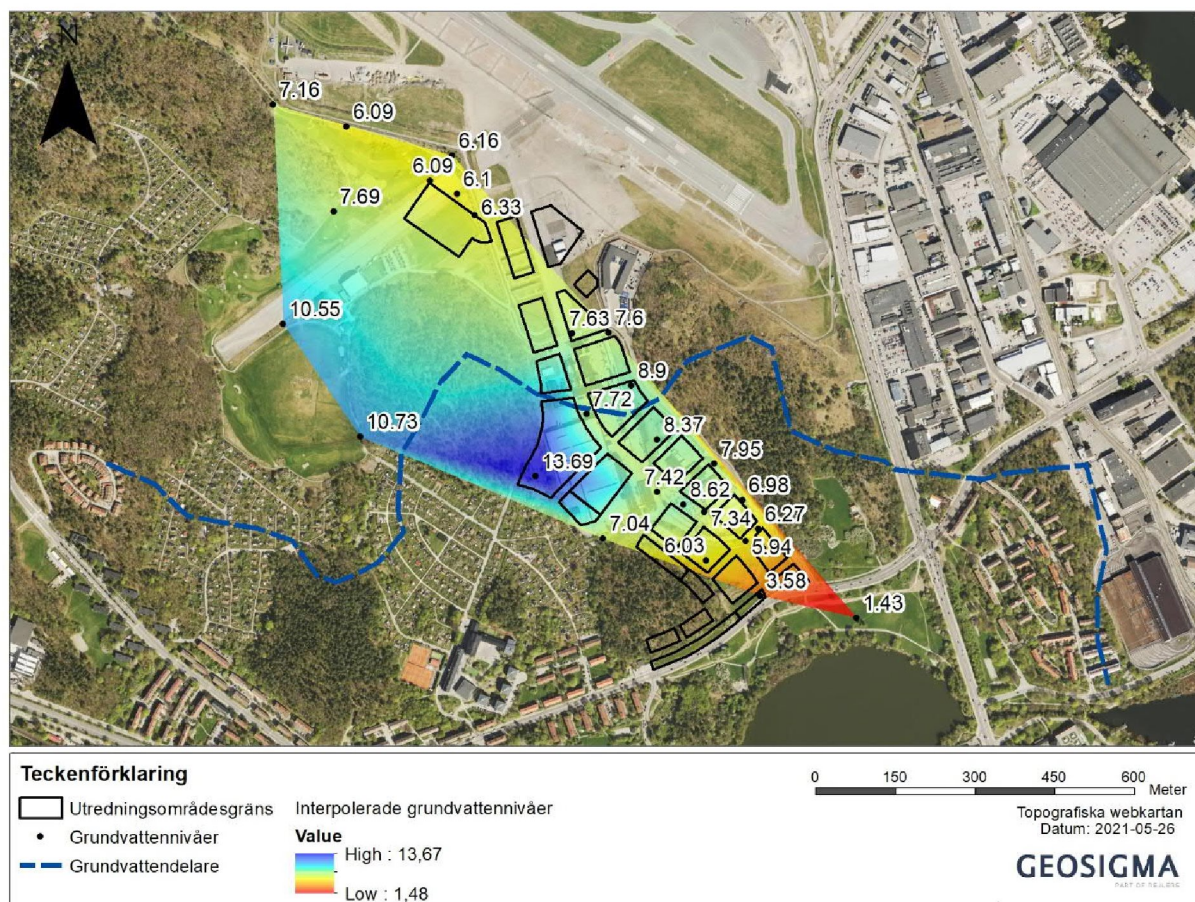 N
7.16
6.09
6.16
6.09
6.1
7.69
6.33
10.55
7.63
7.6
8.9
7.72
10.73
8.37
7.95
13.69
7.42
6.98
8.62
7.34
6.27
7.04
6.03
5.94
3.58
1.43
Teckenförklaring
Utredningsområdesgräns
Grundvattennivåer
Grundvattendelare
Interpolerade grundvattennivåer
Value
High : 13,67
Low : 1,48
0 150 300 450 600
Meter
Topografiska webkartan
Datum: 2021-05-26
GEOSIGMA
PART OF REJLERS